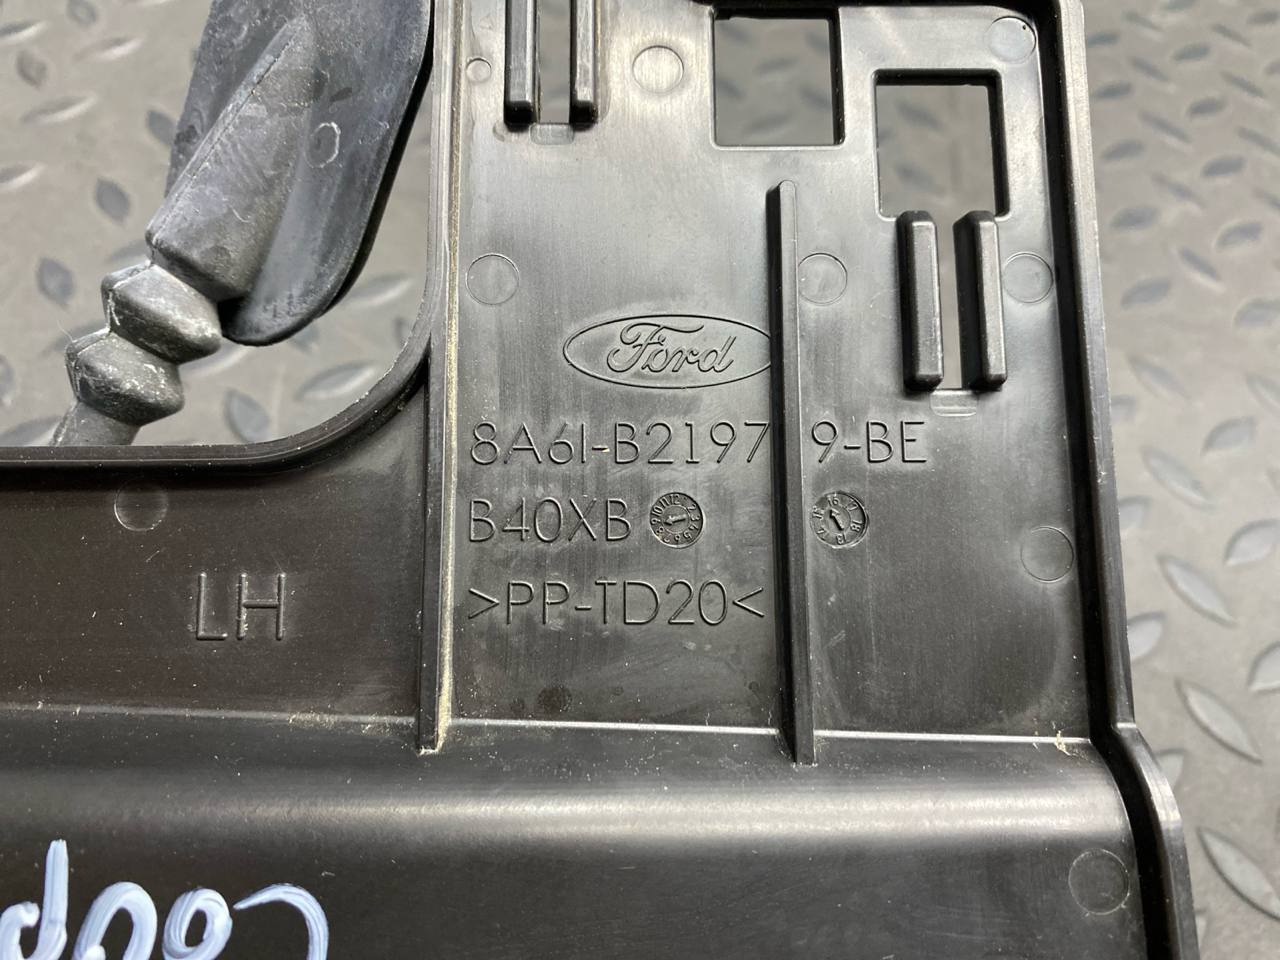 Ford
8A61-B2197 9-BE
B40XB
>PP-TD20<
LH